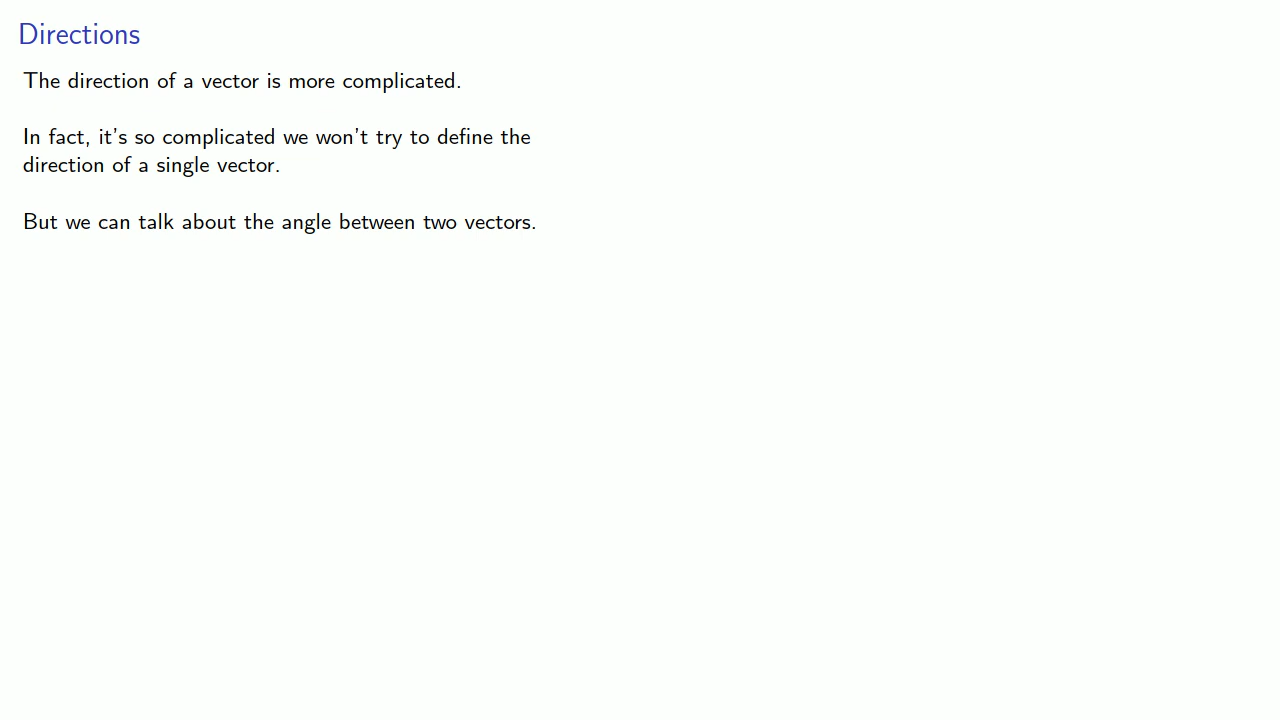 Directions
The direction of a vector is more complicated.
In fact, it's so complicated we won't try to define the
direction of a single vector.
But we can talk about the angle between two vectors.